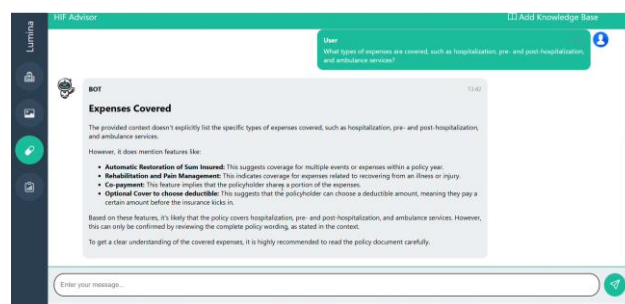 HIF Advisor
Add Knowledge Base
Lumina
User
What types of expenses are covered, such as hospitalization, pre- and post-hospitalization,
and ambulance services?
BOT
13:42
Expenses Covered
The provided context doesn't explicitly list the specific types of expenses covered, such as hospitalization, pre- and post-hospitalization,
and ambulance services.
However, it does mention features like:
• Automatic Restoration of Sum Insured: This suggests coverage for multiple events or expenses within a policy year.
• Rehabilitation and Pain Management: This indicates coverage for expenses related to recovering from an illness or injury.
• Co-payment: This feature implies that the policyholder shares a portion of the expenses.
• Optional Cover to choose deductible: This suggests that the policyholder can choose a deductible amount, meaning they pay a
certain amount before the insurance kicks in.
Based on these features, it's likely that the policy covers hospitalization, pre- and post-hospitalization, and ambulance services. However,
this can only be confirmed by reviewing the complete policy wording, as stated in the context.
To get a clear understanding of the covered expenses, it is highly recommended to read the policy document carefully.
Enter your message...